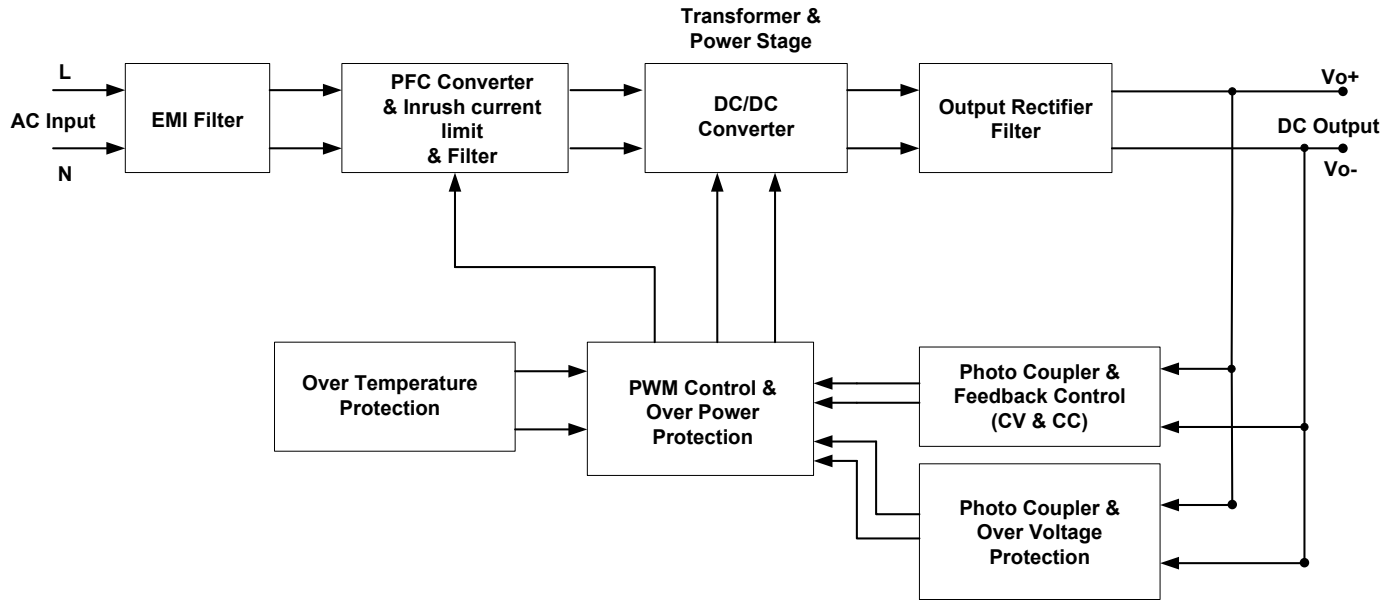 Transformer &
Power Stage
L
AC Input
N
EMI Filter
PFC Converter
& Inrush current
limit
& Filter
DC/DC
Converter
Output Rectifier
Filter
Vo+
DC Output
Vo-
Over Temperature
Protection
PWM Control &
Over Power
Protection
Photo Coupler &
Feedback Control
(CV & CC)
Photo Coupler &
Over Voltage
Protection